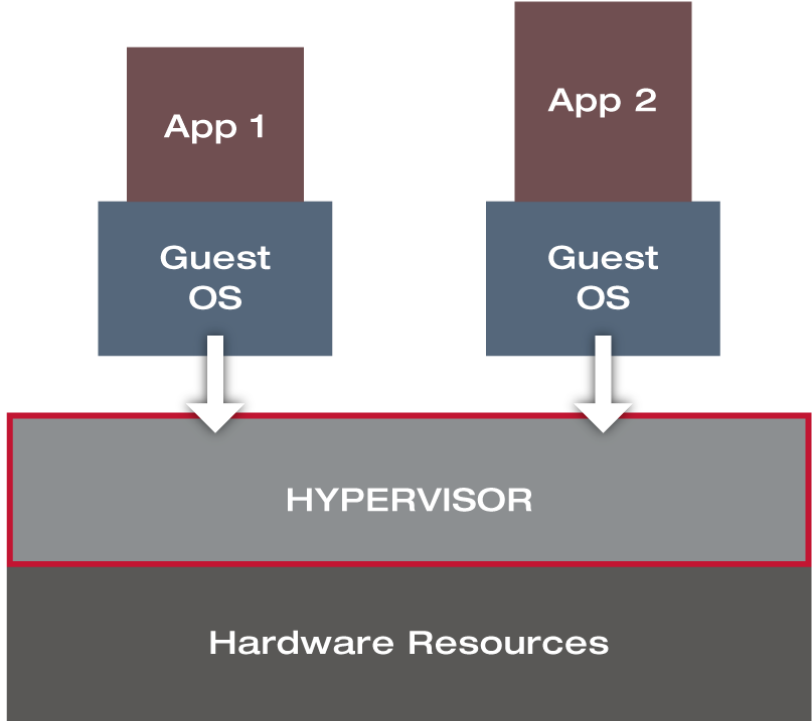 App 1
App 2
Guest
OS
Guest
OS
HYPERVISOR
Hardware Resources